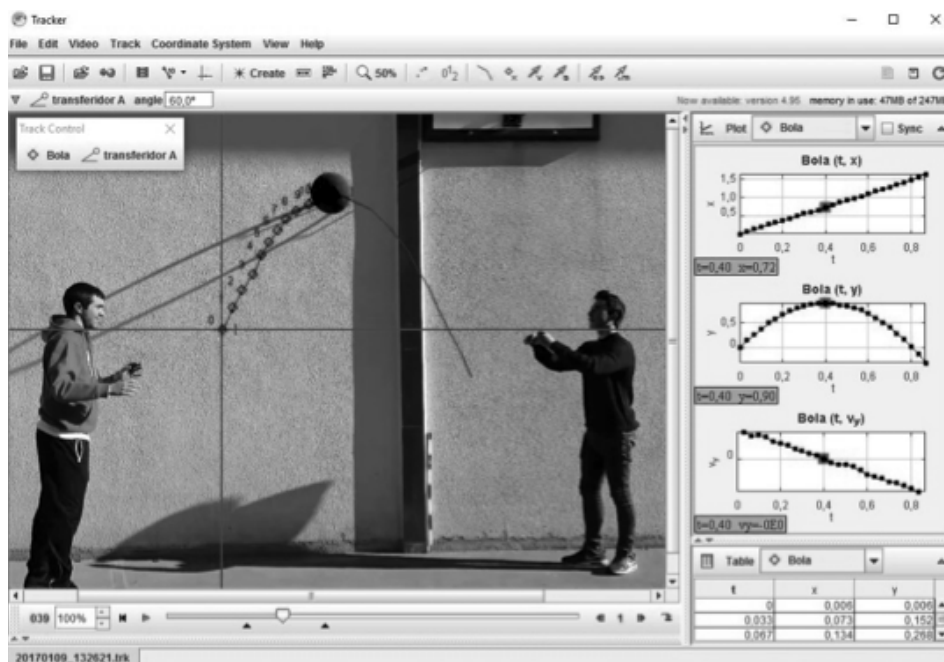 Tracker
File Edit Video Track Coordinate System View Help
Create 50%
transferidor A angle 60,0° Now available: version 4.95 memory in use: 47MB of 247M
Track Control
Bola transferidor A
Plot Bola Sync
Bola (t, x)
1,5
1,0
0,5
x
0 0,2 0,4 0,6 0,8
t
t=0,40 x=0,72
Bola (t, y)
0,5
0
y
0 0,2 0,4 0,6 0,8
t
t=0,40 y=0,90
Bola (t, vy)
0
vy
0 0,2 0,4 0,6 0,8
t
t=0,40 vy=-0E0
Table Bola
t x y
0 0,006 0,006
0,033 0,073 0,152
0,067 0,134 0,268
039 100% 1
20170109_132621.trk